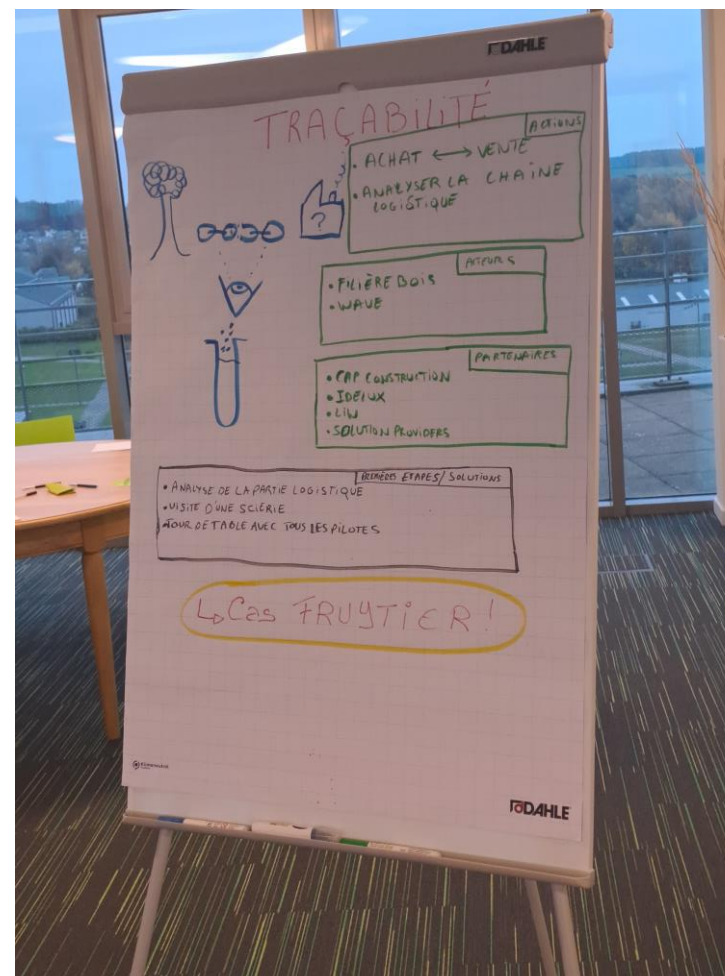 DAHLE
TRAÇABILITÉ
ACTIONS
• ACHAT ↔ VENTE
• ANALYSER LA CHAÎNE
LOGISTIQUE
?
ACTEURS
• FILIÈRE BOIS
• WAVE
PARTENAIRES
• CAP CONSTRUCTION
• IDELUX
• LIW
• SOLUTION PROVIDERS
PREMIÈRES ETAPES/SOLUTIONS
• ANALYSE DE LA PARTIE LOGISTIQUE
• VISITE D'UNE SCIERIE
• TOUR DE TABLE AVEC TOUS LES PILOTES
↳ Cas FRUYTIER!
DAHLE